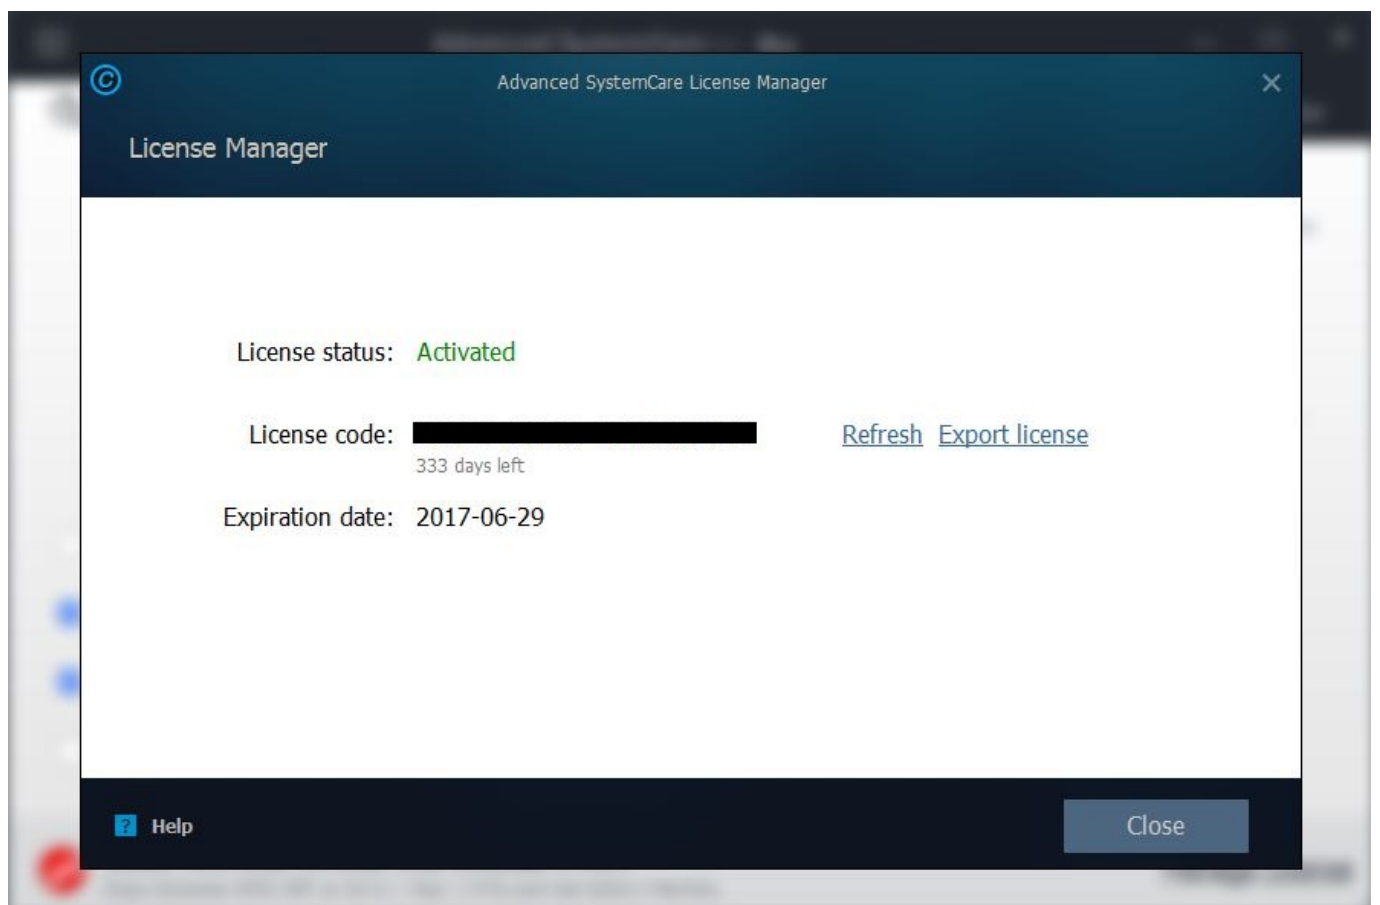 Advanced SystemCare License Manager
License Manager
License status: Activated
License code: Refresh Export license
333 days left
Expiration date: 2017-06-29
? Help
Close